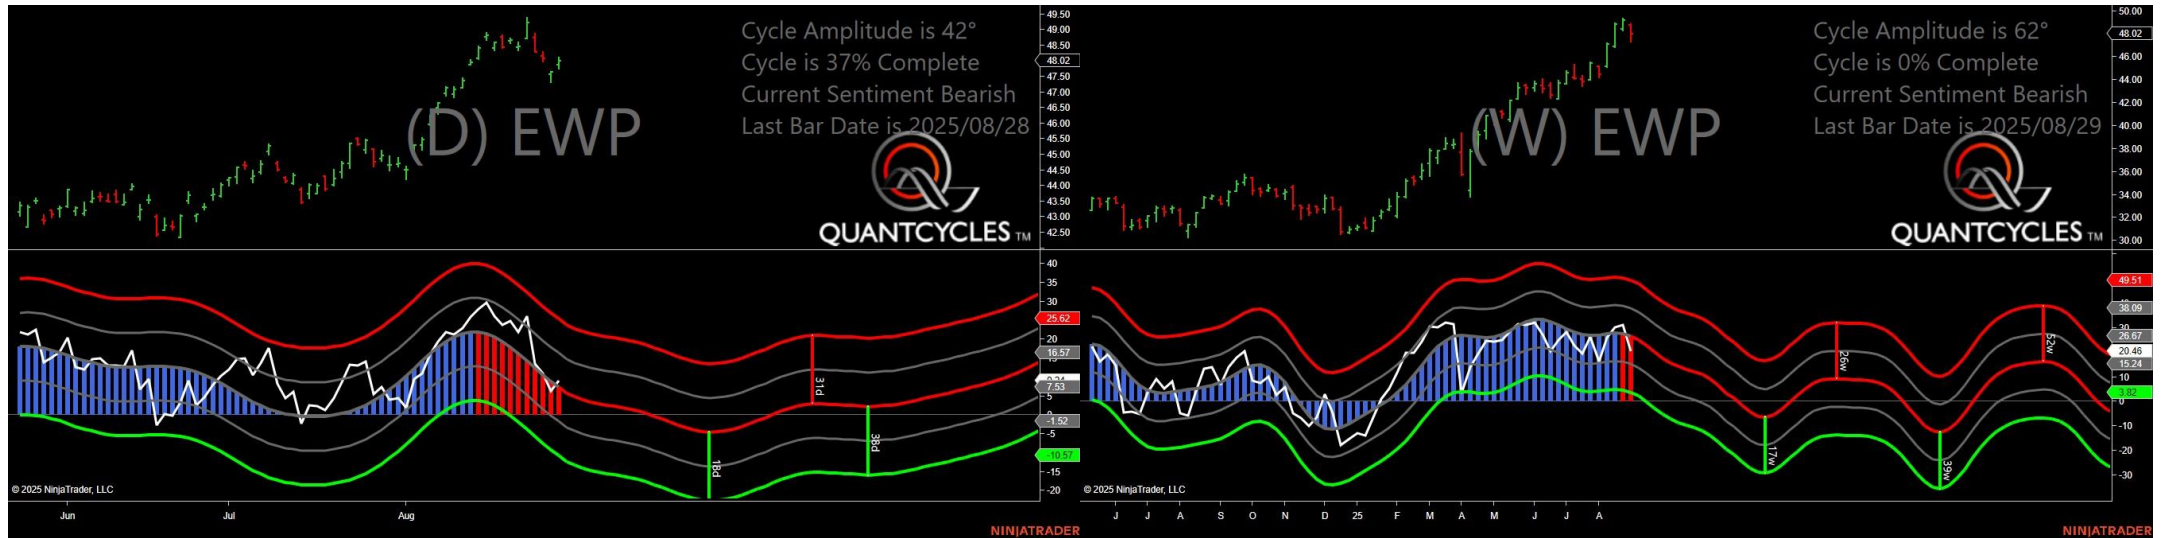 Cycle Amplitude is 42°
Cycle is 37% Complete
Current Sentiment Bearish
Last Bar Date is 2025/08/28
(D) EWP
QUANTCYCLES TM
49.50
49.00
48.50
48.02
47.50
47.00
46.50
46.00
45.50
45.00
44.50
44.00
43.50
43.00
42.50
40
35
30
25.62
20
16.57
7.53
5
-1.52
-5
-10.57
-15
-20
18d
31d
38d
© 2025 NinjaTrader, LLC
Jun
Jul
Aug
NINJATRADER
Cycle Amplitude is 62°
Cycle is 0% Complete
Current Sentiment Bearish
Last Bar Date is 2025/08/29
(W) EWP
QUANTCYCLES TM
50.00
48.02
46.00
44.00
42.00
40.00
38.00
36.00
34.00
32.00
30.00
49.51
38.09
30
26.67
20.46
15.24
10
3.82
0
-10
-20
-30
17w
26w
39w
52w
© 2025 NinjaTrader, LLC
J
J
A
S
O
N
D
25
F
M
A
M
J
J
A
NINJATRADER